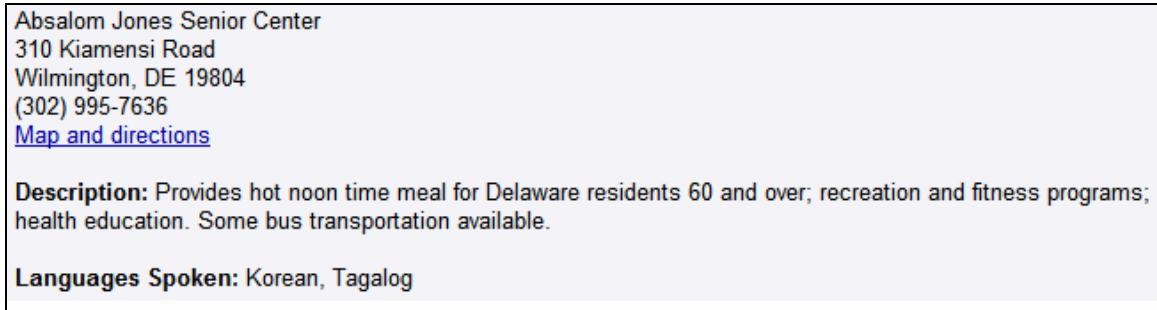 Absalom Jones Senior Center
310 Kiamensi Road
Wilmington, DE 19804
(302) 995-7636
Map and directions
Description: Provides hot noon time meal for Delaware residents 60 and over; recreation and fitness programs;
health education. Some bus transportation available.
Languages Spoken: Korean, Tagalog